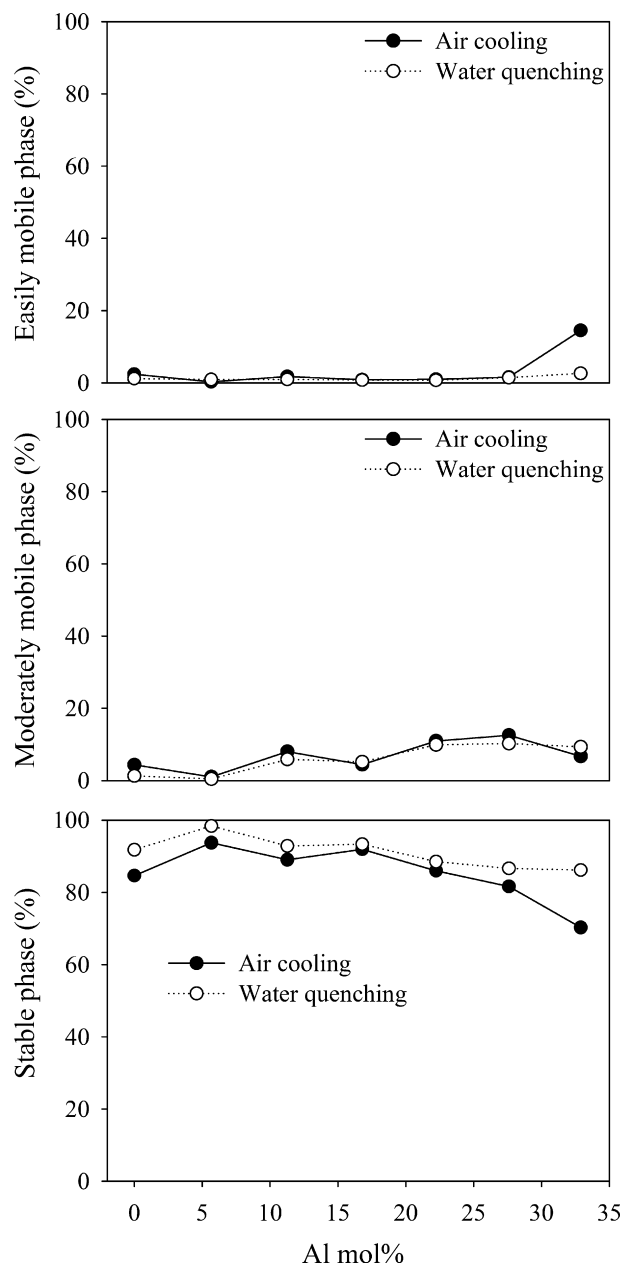 100
Air cooling
Water quenching
80
60
40
20
0
Easily mobile phase (%)
100
Air cooling
Water quenching
80
60
40
20
0
Moderately mobile phase (%)
100
80
60
Air cooling
Water quenching
40
20
0
Stable phase (%)
0 5 10 15 20 25 30 35
Al mol%